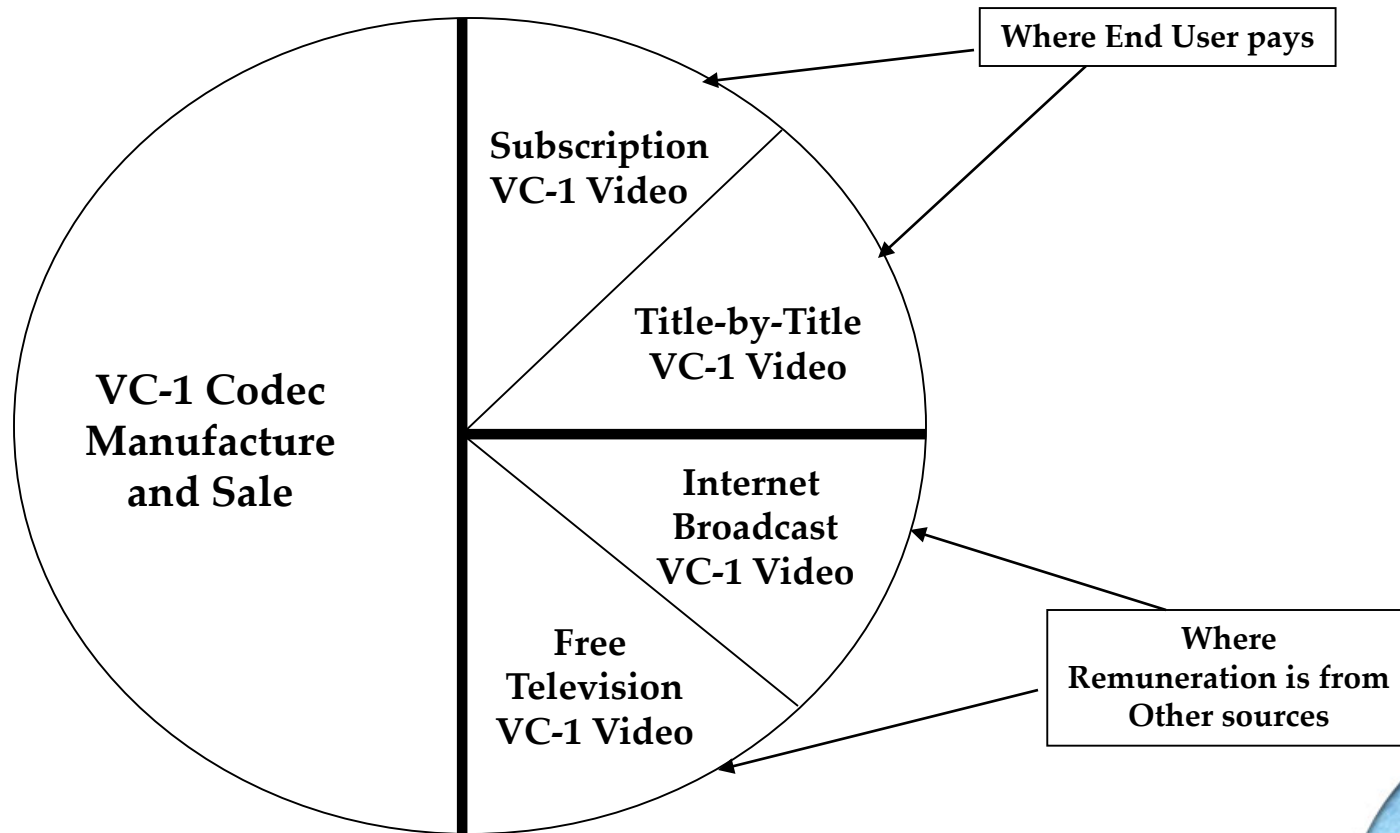 Where End User pays
Subscription
VC-1 Video
Title-by-Title
VC-1 Video
VC-1 Codec
Manufacture
and Sale
Internet
Broadcast
VC-1 Video
Free
Television
VC-1 Video
Where
Remuneration is from
Other sources